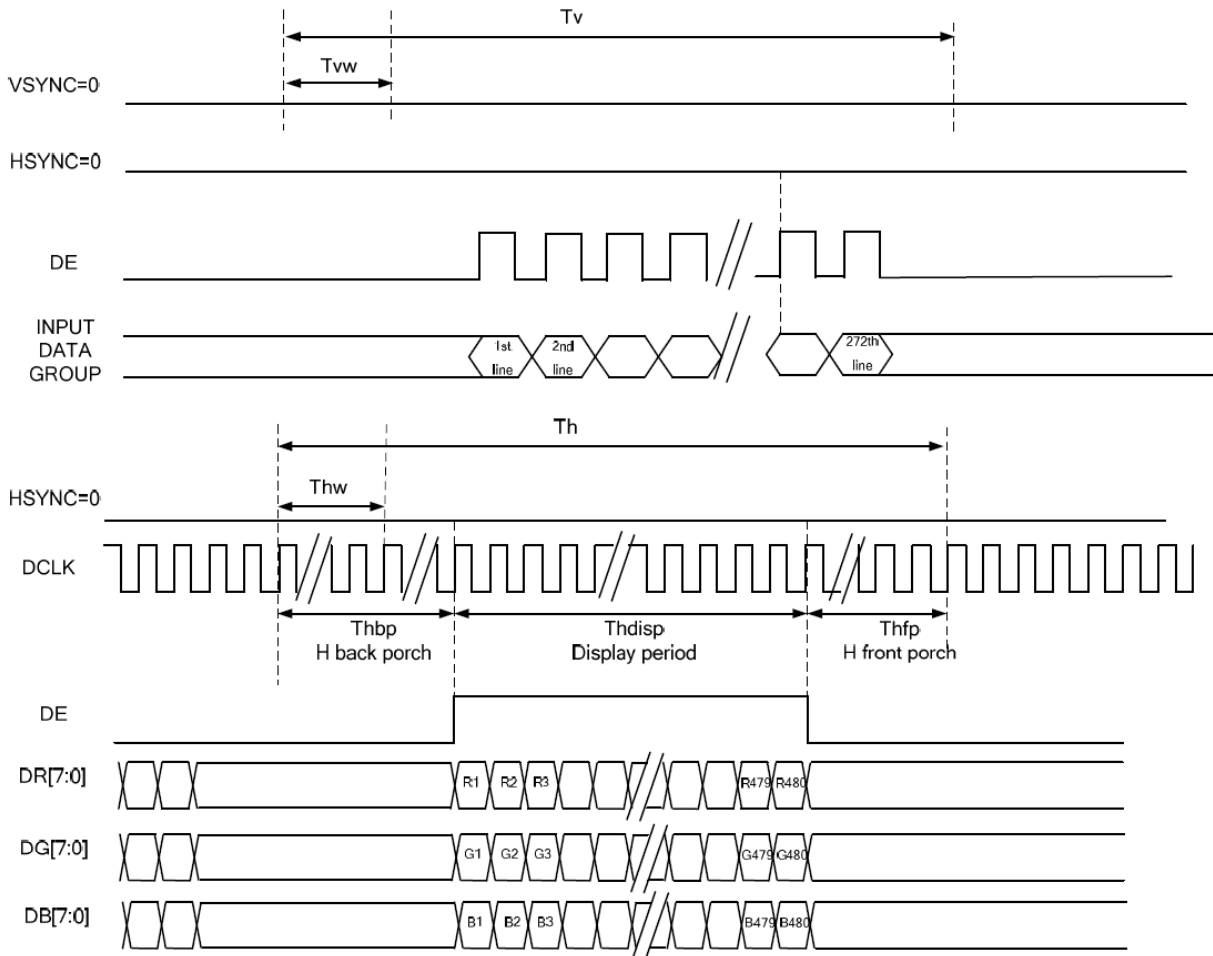 Tv
Tvw
VSYNC=0
HSYNC=0
DE
INPUT
DATA
GROUP
1st
line
2nd
line
272th
line
Th
Thw
HSYNC=0
DCLK
Thbp
H back porch
Thdisp
Display period
Thfp
H front porch
DE
DR[7:0] R1 R2 R3 R479 R480
DG[7:0] G1 G2 G3 G479 G480
DB[7:0] B1 B2 B3 B479 B480